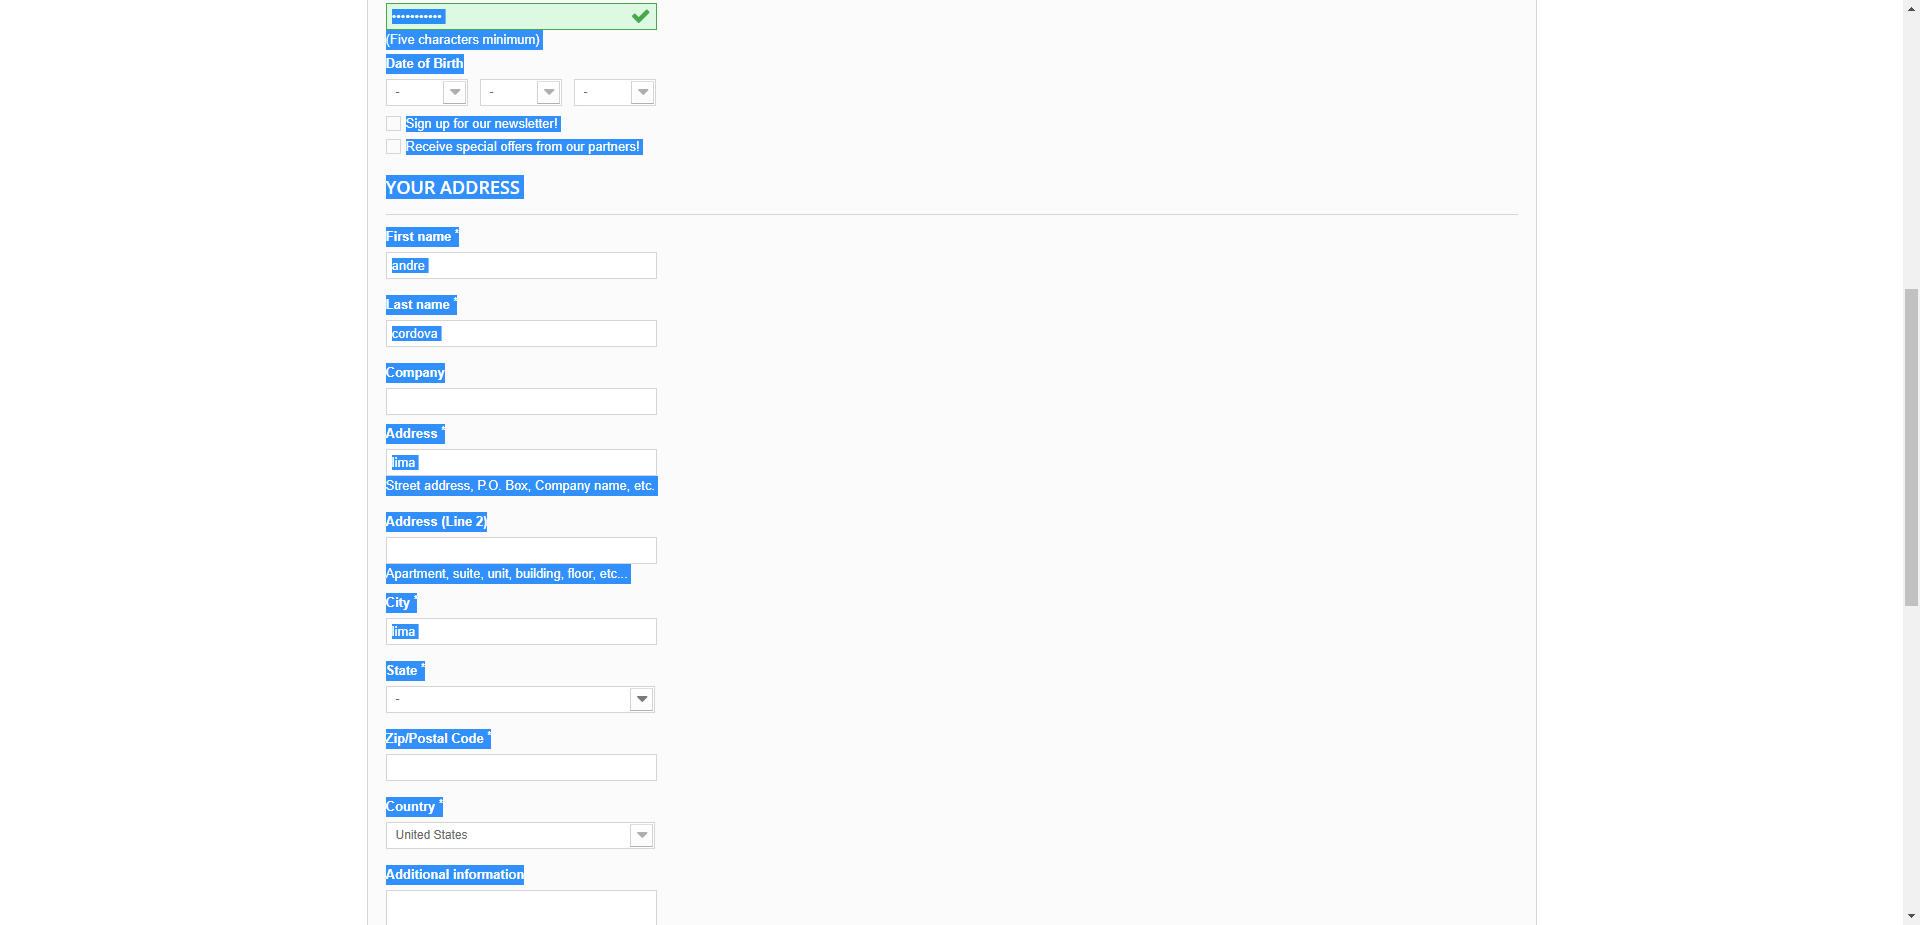 •••••••••••
(Five characters minimum)
Date of Birth
- - -
Sign up for our newsletter!
Receive special offers from our partners!
YOUR ADDRESS
First name *
andre
Last name *
cordova
Company
Address *
lima
Street address, P.O. Box, Company name, etc.
Address (Line 2)
Apartment, suite, unit, building, floor, etc...
City *
lima
State *
-
Zip/Postal Code *
Country *
United States
Additional information